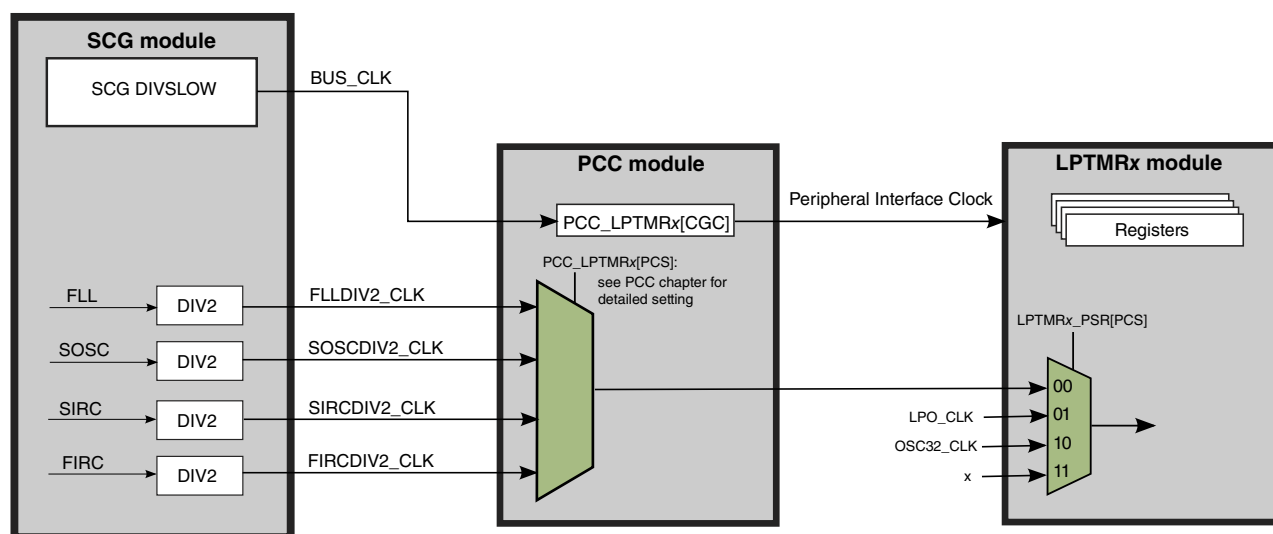 SCG module
SCG DIVSLOW
BUS_CLK
PCC module
LPTMRx module
Peripheral Interface Clock
PCC_LPTMRx[CGC]
Registers
PCC_LPTMRx[PCS]:
see PCC chapter for
detailed setting
FLL
DIV2
FLLDIV2_CLK
LPTMRx_PSR[PCS]
SOSC
DIV2
SOSCDIV2_CLK
00
SIRC
DIV2
SIRCDIV2_CLK
LPO_CLK
01
OSC32_CLK
10
FIRC
DIV2
FIRCDIV2_CLK
x
11